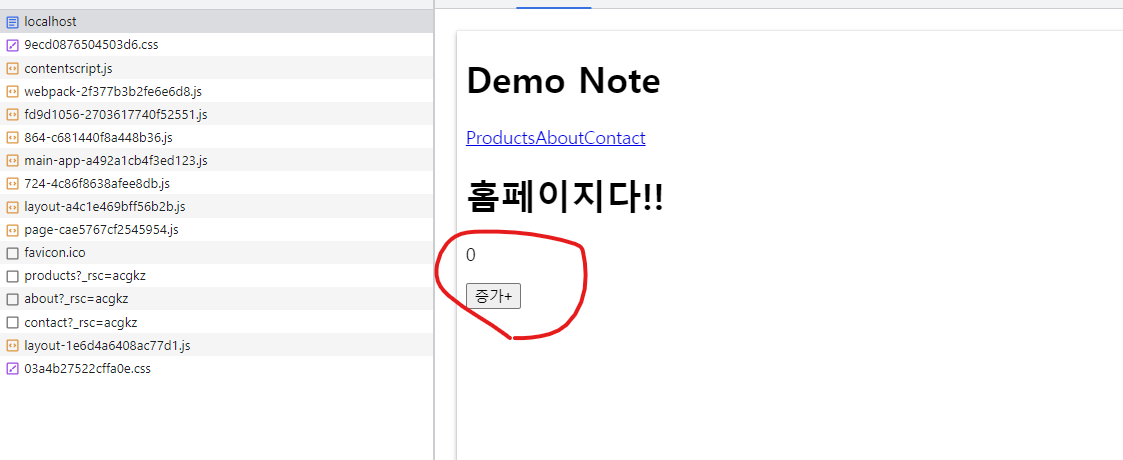 localhost
9ecd0876504503d6.css
contentscript.js
webpack-2f377b3b2fe6e6d8.js
fd9d1056-2703617740f52551.js
864-c681440f8a448b36.js
main-app-a492a1cb4f3ed123.js
724-4c86f8638afee8db.js
layout-a4c1e469bff56b2b.js
page-cae5767cf2545954.js
favicon.ico
products?_rsc=acgkz
about?_rsc=acgkz
contact?_rsc=acgkz
layout-1e6d4a6408ac77d1.js
03a4b27522cffa0e.css
Demo Note
ProductsAboutContact
홈페이지다!!
0
증가+